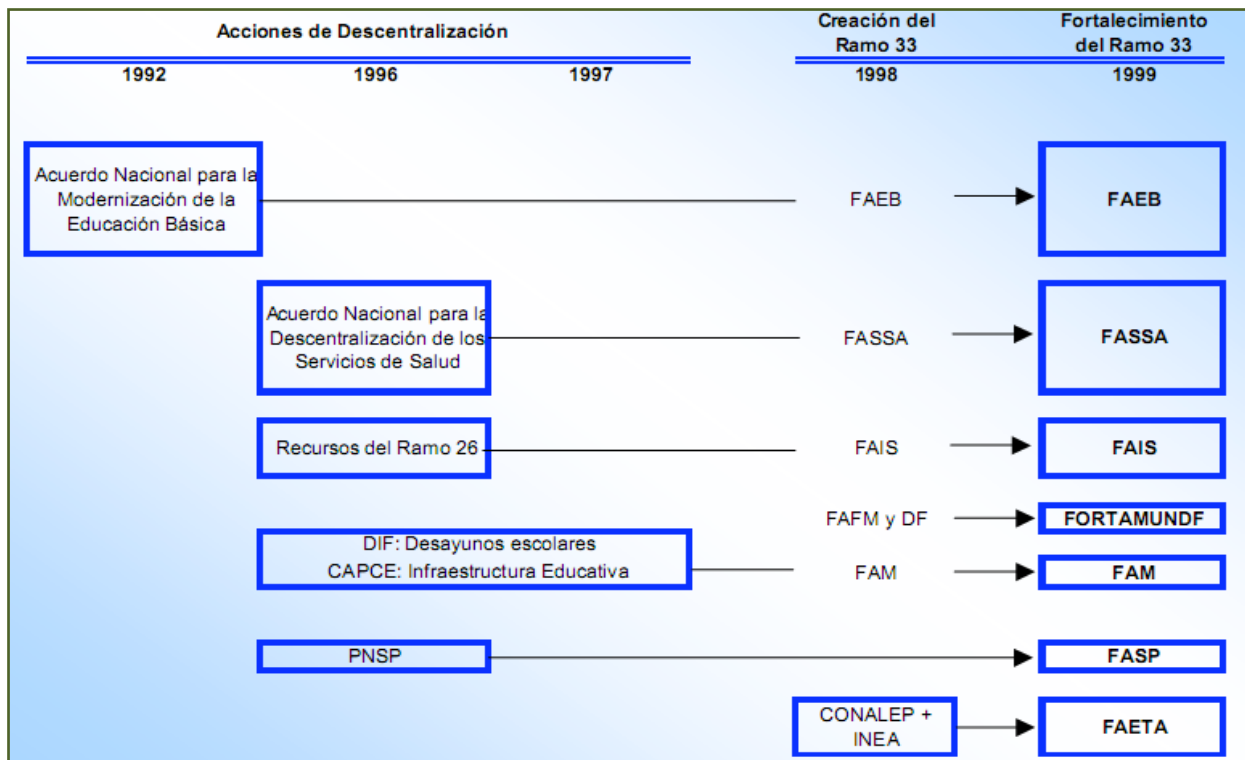 Acciones de Descentralización
Creación del
Ramo 33
Fortalecimiento
del Ramo 33
1992 1996 1997 1998 1999
Acuerdo Nacional para la
Modernización de la
Educación Básica
FAEB
FAEB
Acuerdo Nacional para la
Descentralización de los
Servicios de Salud
FASSA
FASSA
Recursos del Ramo 26
FAIS
FAIS
FAFM y DF
FORTAMUNDF
DIF: Desayunos escolares
CAPCE: Infraestructura Educativa
FAM
FAM
PNSP
FASP
CONALEP +
INEA
FAETA